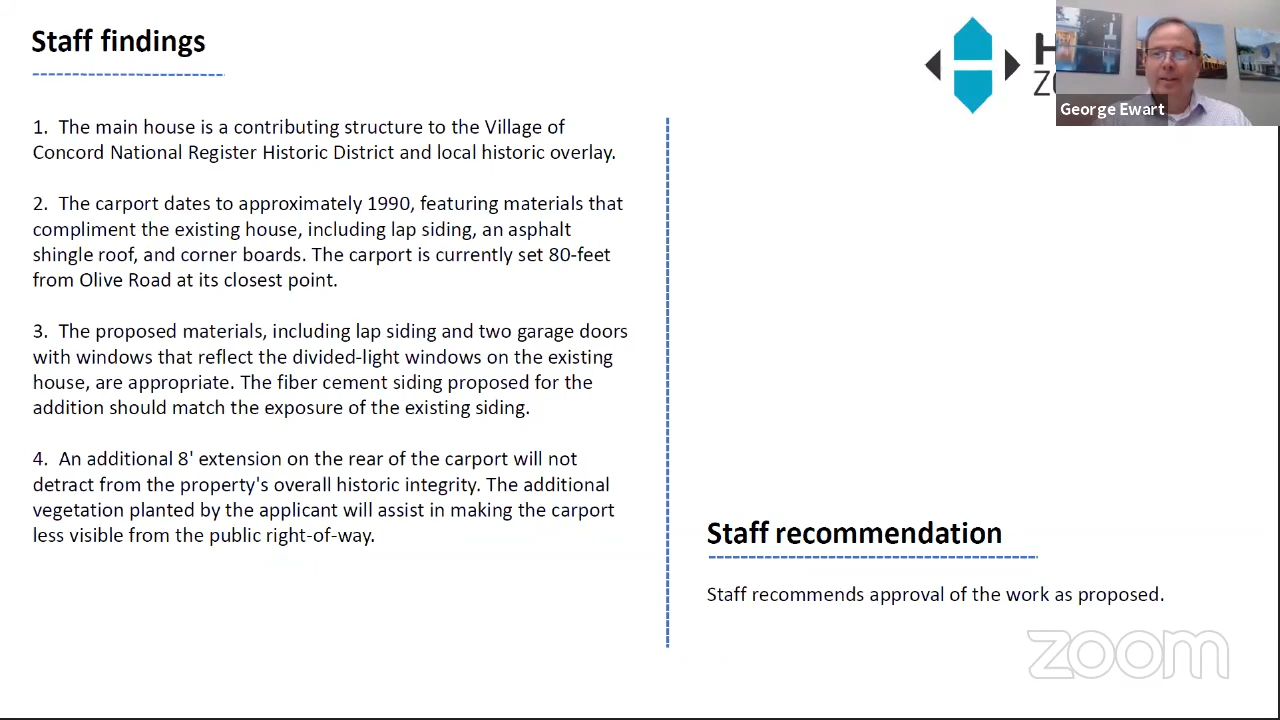 Staff findings
1. The main house is a contributing structure to the Village of
Concord National Register Historic District and local historic overlay.
2. The carport dates to approximately 1990, featuring materials that
compliment the existing house, including lap siding, an asphalt
shingle roof, and corner boards. The carport is currently set 80-feet
from Olive Road at its closest point.
3. The proposed materials, including lap siding and two garage doors
with windows that reflect the divided-light windows on the existing
house, are appropriate. The fiber cement siding proposed for the
addition should match the exposure of the existing siding.
4. An additional 8' extension on the rear of the carport will not
detract from the property's overall historic integrity. The additional
vegetation planted by the applicant will assist in making the carport
less visible from the public right-of-way.
George Ewart
Staff recommendation
Staff recommends approval of the work as proposed.
zoom